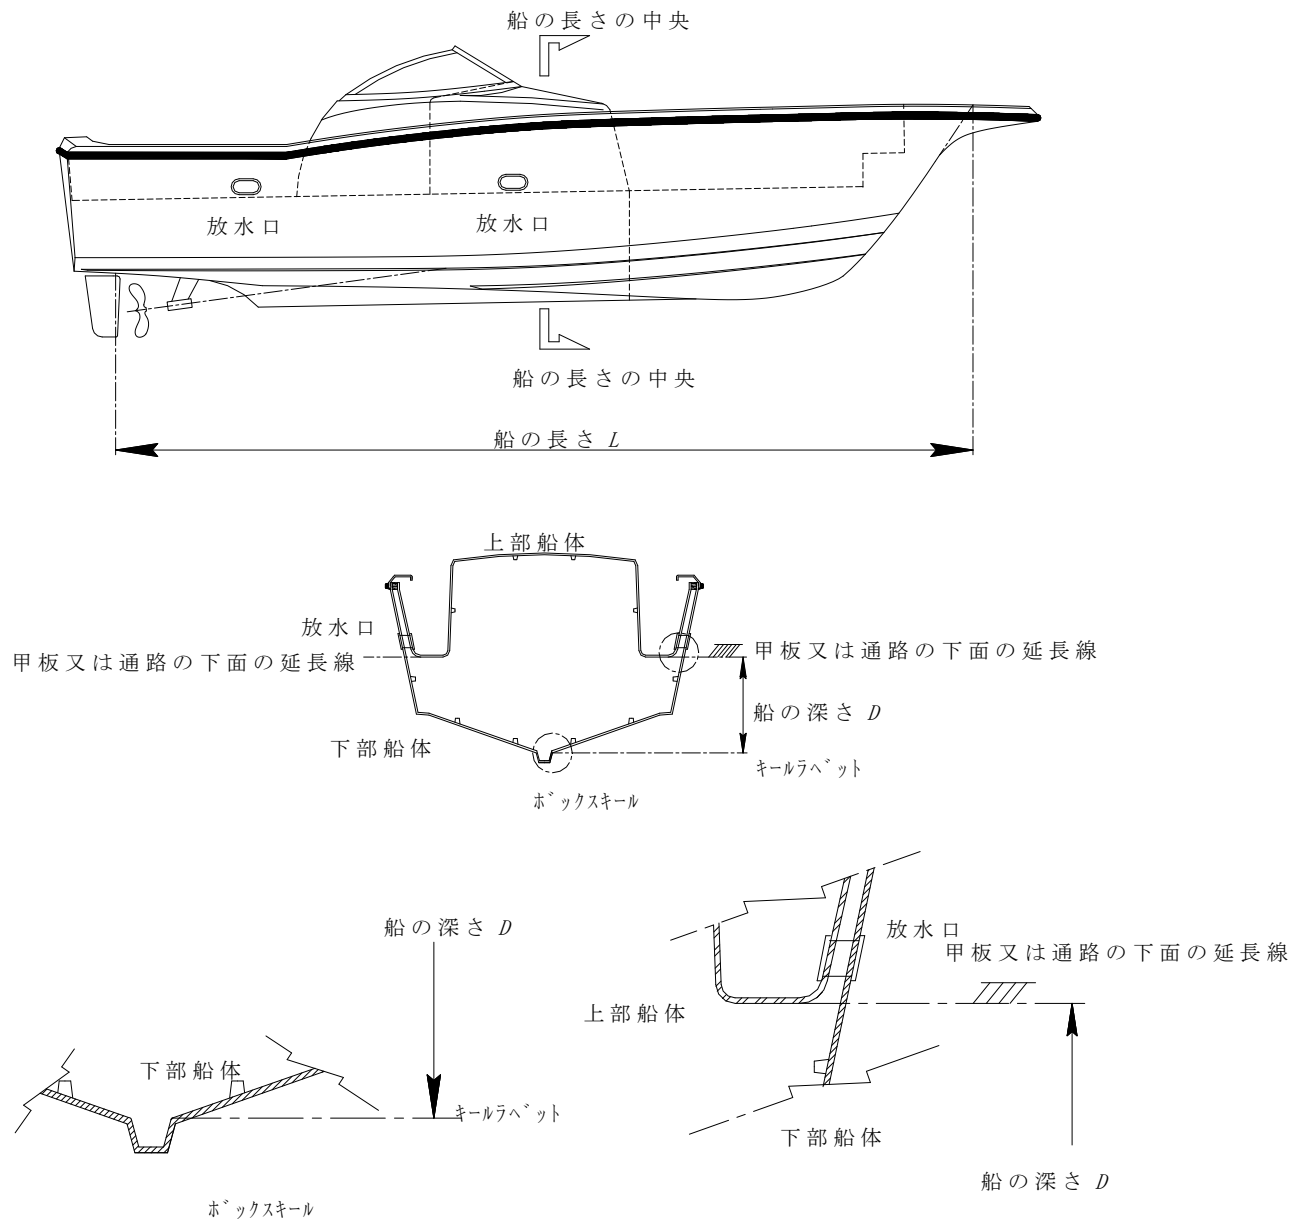 船の長さの中央
放水口
放水口
船の長さの中央
船の長さ L
上部船体
放水口
甲板又は通路の下面の延長線
甲板又は通路の下面の延長線
船の深さ D
下部船体
キールラベット
ボックスキール
船の深さ D
放水口
甲板又は通路の下面の延長線
上部船体
下部船体
キールラベット
下部船体
船の深さ D
ボックスキール